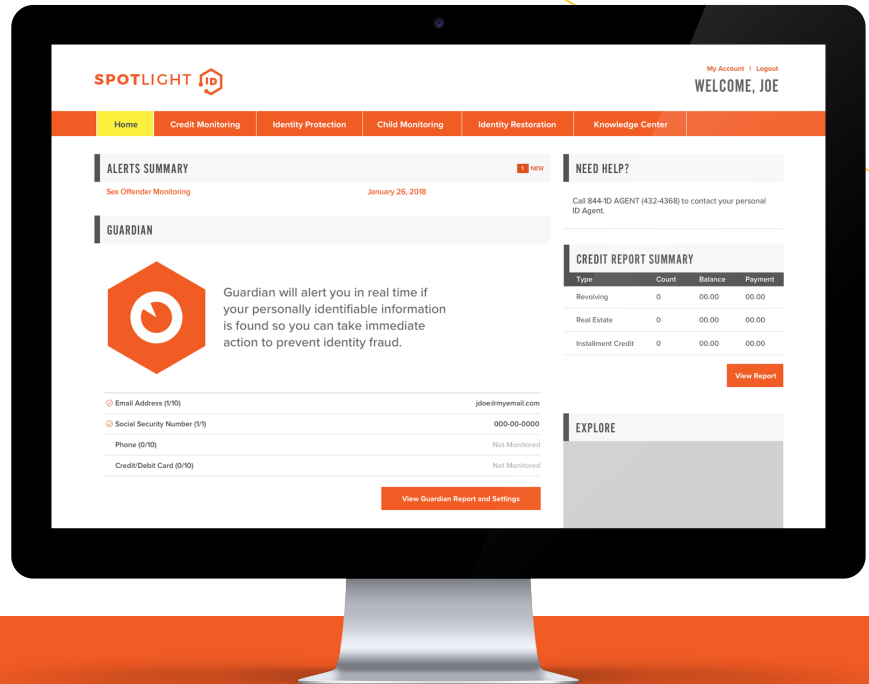 SPOTLIGHT ID
My Account | Logout
WELCOME, JOE
Home Credit Monitoring Identity Protection Child Monitoring Identity Restoration Knowledge Center
ALERTS SUMMARY
1 NEW
Sex Offender Monitoring January 26, 2018
GUARDIAN
Guardian will alert you in real time if
your personally identifiable information
is found so you can take immediate
action to prevent identity fraud.
Email Address (1/10) jdoe@myemail.com
Social Security Number (1/1) 000-00-0000
Phone (0/10) Not Monitored
Credit/Debit Card (0/10) Not Monitored
View Guardian Report and Settings
NEED HELP?
Call 844-1D AGENT (432-4368) to contact your personal
ID Agent.
CREDIT REPORT SUMMARY
Type Count Balance Payment
Revolving 0 00.00 00.00
Real Estate 0 00.00 00.00
Installment Credit 0 00.00 00.00
View Report
EXPLORE